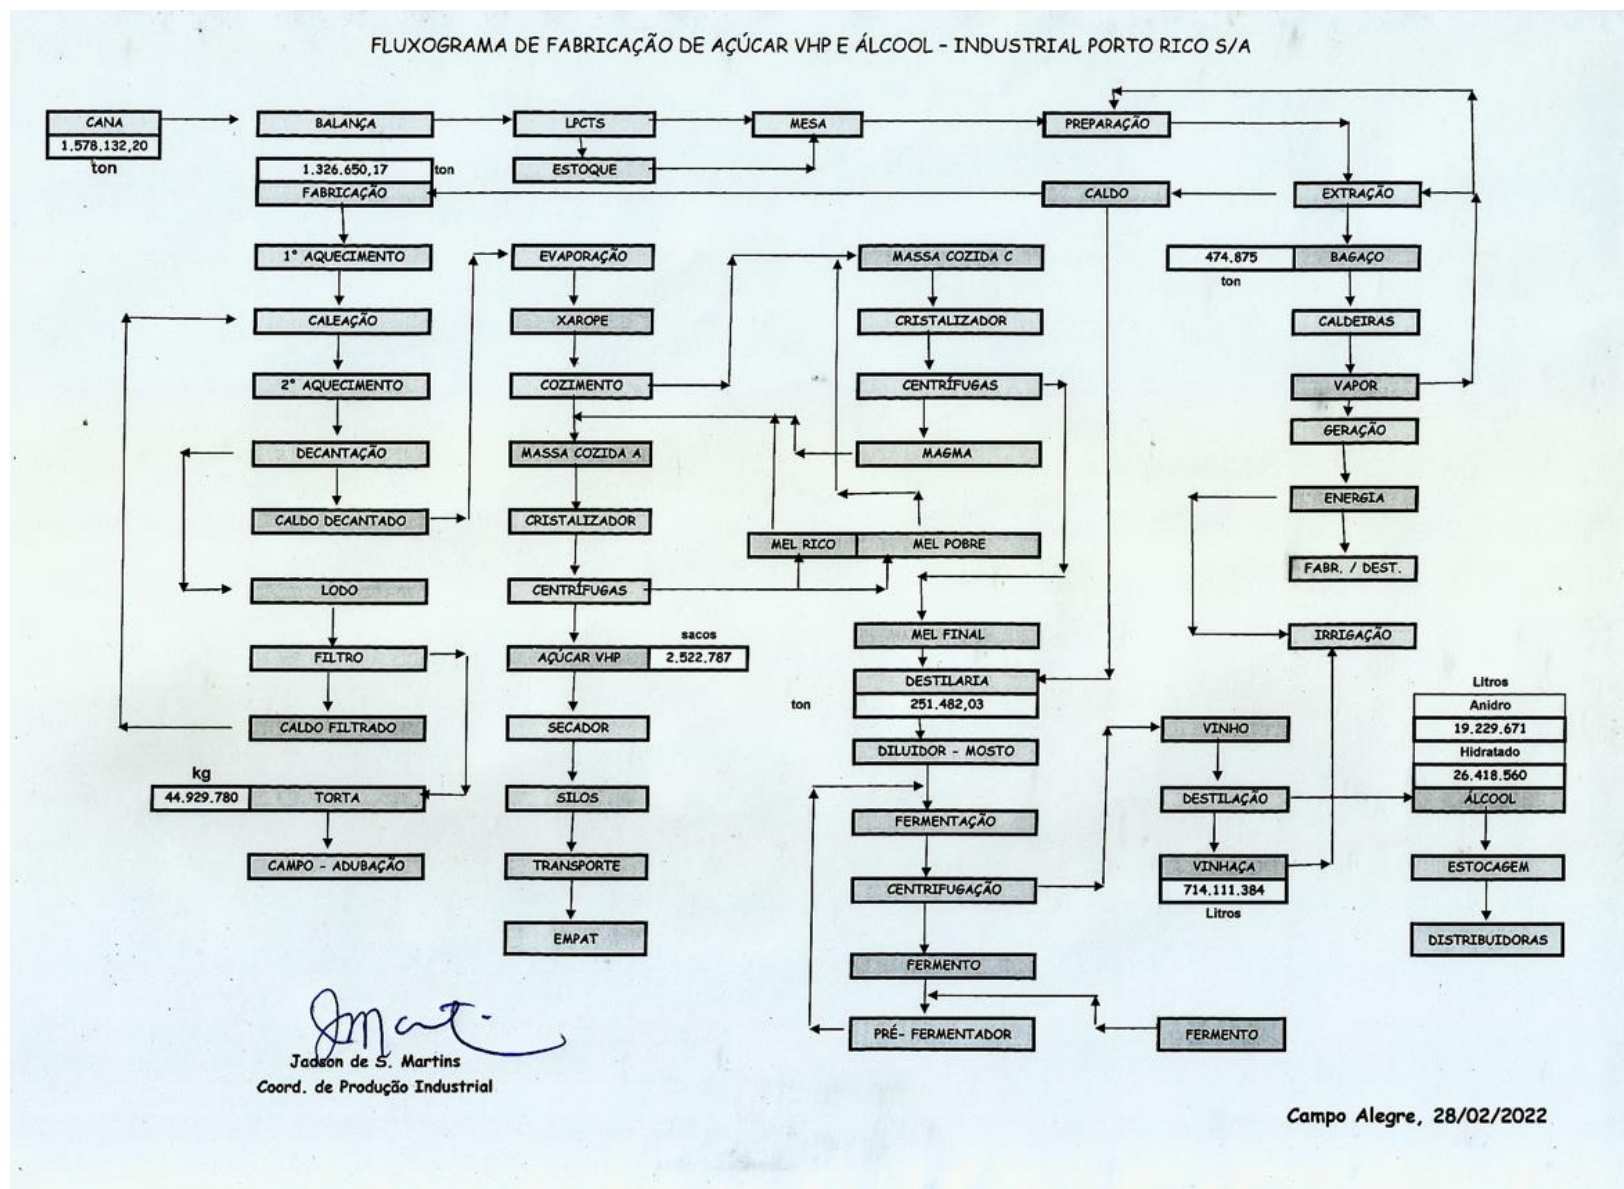 FLUXOGRAMA DE FABRICAÇÃO DE AÇÚCAR VHP E ÁLCOOL - INDUSTRIAL PORTO RICO S/A
CANA
1.578.132,20
ton
BALANÇA
LPCTS
MESA
PREPARAÇÃO
1.326.650,17
ton
FABRICAÇÃO
ESTOQUE
CALDO
EXTRAÇÃO
1° AQUECIMENTO
EVAPORAÇÃO
MASSA COZIDA C
474.875
ton
BAGAÇO
CALEAÇÃO
XAROPE
CRISTALIZADOR
CALDEIRAS
2° AQUECIMENTO
COZIMENTO
CENTRÍFUGAS
VAPOR
GERAÇÃO
DECANTAÇÃO
MASSA COZIDA A
MAGMA
ENERGIA
CALDO DECANTADO
CRISTALIZADOR
MEL RICO
MEL POBRE
FABR. / DEST.
LODO
CENTRÍFUGAS
MEL FINAL
IRRIGAÇÃO
FILTRO
AÇÚCAR VHP
sacos
2.522.787
DESTILARIA
ton
251.482,03
Litros
Anidro
19.229.671
Hidratado
26.418.560
ÁLCOOL
CALDO FILTRADO
SECADOR
DILUIDOR - MOSTO
VINHO
kg
44.929.780
TORTA
SILOS
FERMENTAÇÃO
DESTILAÇÃO
CAMPO - ADUBAÇÃO
TRANSPORTE
CENTRIFUGAÇÃO
VINHAÇA
714.111.384
Litros
ESTOCAGEM
EMPAT
FERMENTO
DISTRIBUIDORAS
PRÉ- FERMENTADOR
FERMENTO
Jadson de S. Martins
Coord. de Produção Industrial
Campo Alegre, 28/02/2022